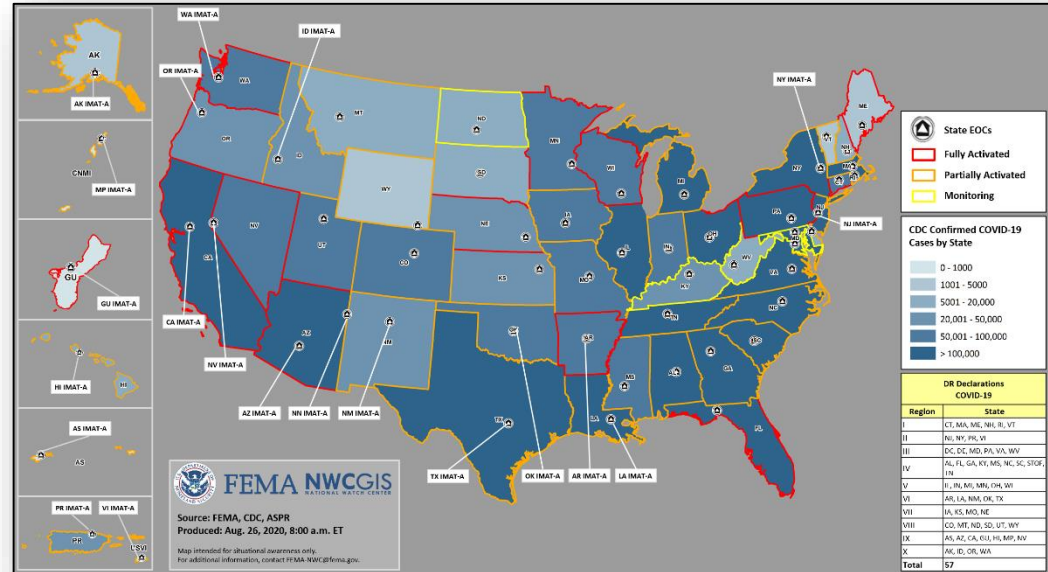 WA IMAT-A
ID IMAT-A
OR IMAT-A
NY IMAT-A
AK
AK IMAT-A
CNMI
MP IMAT-A
GU
GU IMAT-A
HI IMAT-A
HI
AS IMAT-A
AS
PR IMAT-A
VI IMAT-A
PR
USVI
WA
OR
ID
MT
WY
ND
SD
NE
KS
NV
UT
CO
CA
AZ
NM
TX
OK
MN
WI
IA
MO
AR
LA
IL
IN
MI
OH
KY
TN
MS
GA
FL
SC
NC
VA
WV
PA
NY
VT
NH
ME
MA
NJ
CA IMAT-A
NV IMAT-A
AZ IMAT-A
NN IMAT-A
NM IMAT-A
TX IMAT-A
OK IMAT-A
AR IMAT-A
LA IMAT-A
NJ IMAT-A
State EOCs
Fully Activated
Partially Activated
Monitoring
CDC Confirmed COVID-19
Cases by State
0 - 1000
1001 - 5000
5001 - 20,000
20,001 - 50,000
50,001 - 100,000
> 100,000
DR Declarations
COVID-19
Region State
I CT, MA, ME, NH, RI, VT
II NJ, NY, PR, VI
III DC, DE, MD, PA, VA, WV
IV AL, FL, GA, KY, MS, NC, SC, STOF,
TN
V IL, IN, MI, MN, OH, WI
VI AR, LA, NM, OK, TX
VII IA, KS, MO, NE
VIII CO, MT, ND, SD, UT, WY
IX AS, AZ, CA, GU, HI, MP, NV
X AK, ID, OR, WA
Total 57
FEMA NWCGIS
NATIONAL WATCH CENTER
Source: FEMA, CDC, ASPR
Produced: Aug. 26, 2020, 8:00 a.m. ET
Map intended for situational awareness only.
For additional information, contact FEMA-NWC@fema.gov.